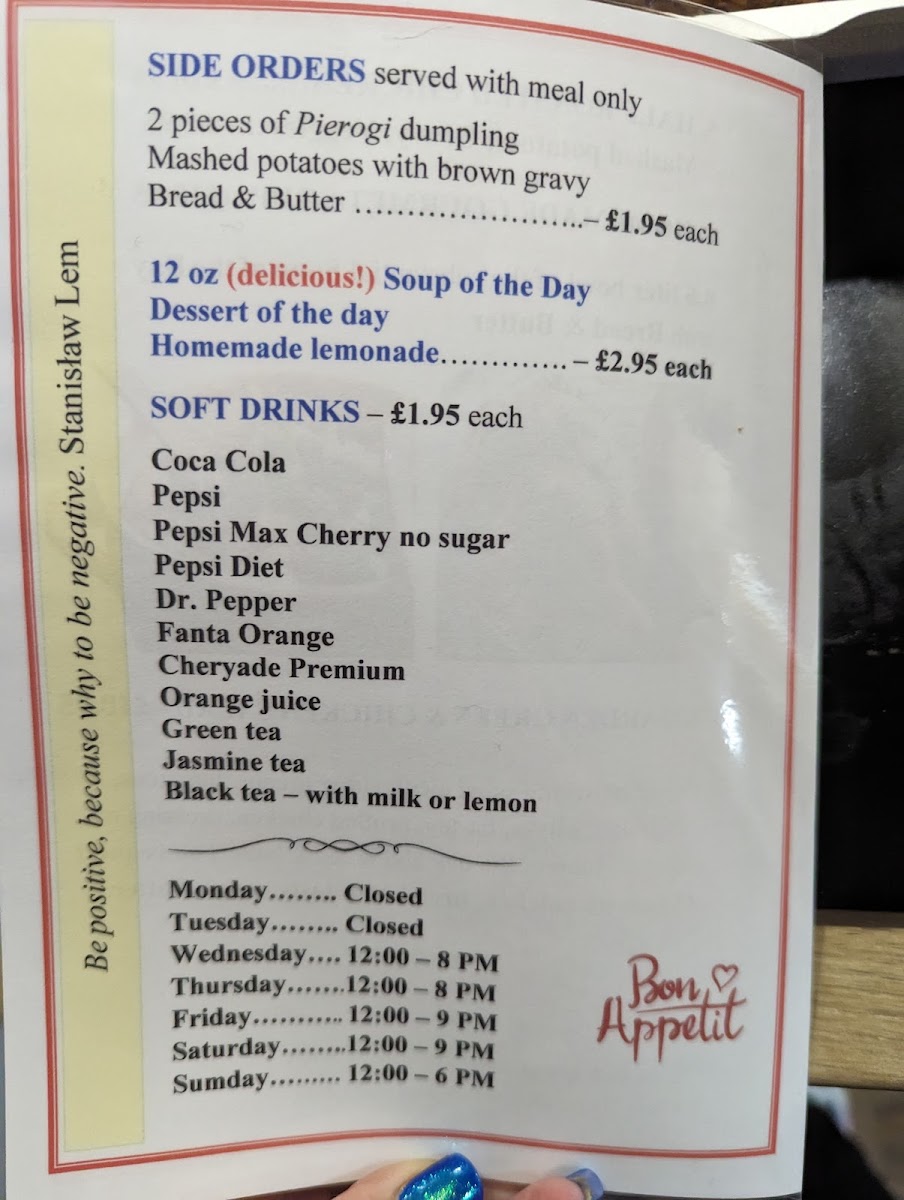 SIDE ORDERS served with meal only
2 pieces of Pierogi dumpling
Mashed potatoes with brown gravy
Bread & Butter ……………………..– £1.95 each
12 oz (delicious!) Soup of the Day
Dessert of the day
Homemade lemonade…………. – £2.95 each
SOFT DRINKS – £1.95 each
Coca Cola
Pepsi
Pepsi Max Cherry no sugar
Pepsi Diet
Dr. Pepper
Fanta Orange
Cheryade Premium
Orange juice
Green tea
Jasmine tea
Black tea – with milk or lemon
Monday…….. Closed
Tuesday…….. Closed
Wednesday…. 12:00 – 8 PM
Thursday…….12:00 – 8 PM
Friday……….. 12:00 – 9 PM
Saturday……..12:00 – 9 PM
Sumday……… 12:00 – 6 PM
Bon
Appetit
Be positive, because why to be negative. Stanisław Lem